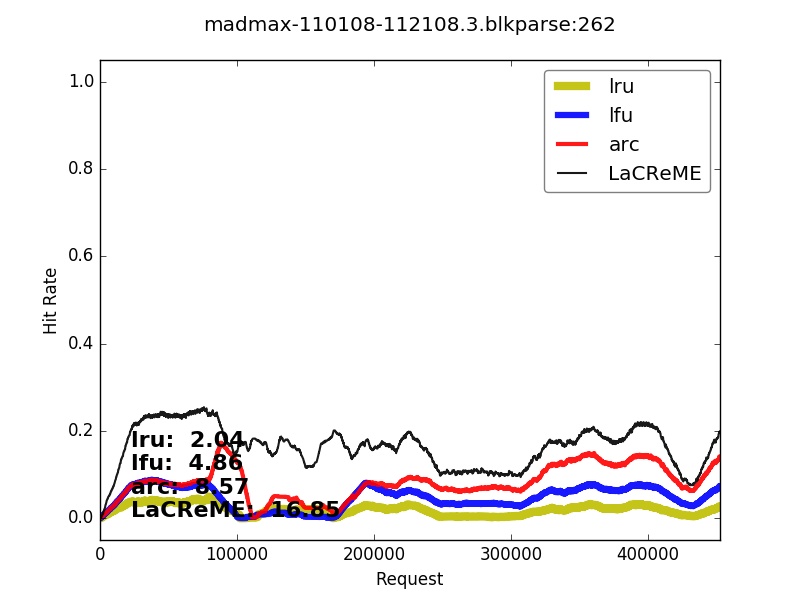 madmax-110108-112108.3.blkparse:262
1.0
0.8
0.6
0.4
0.2
0.0
Hit Rate
lru
lfu
arc
LaCReME
lru:  2.04
lfu:  4.86
arc:  8.57
LaCReME:  16.85
0 100000 200000 300000 400000
Request